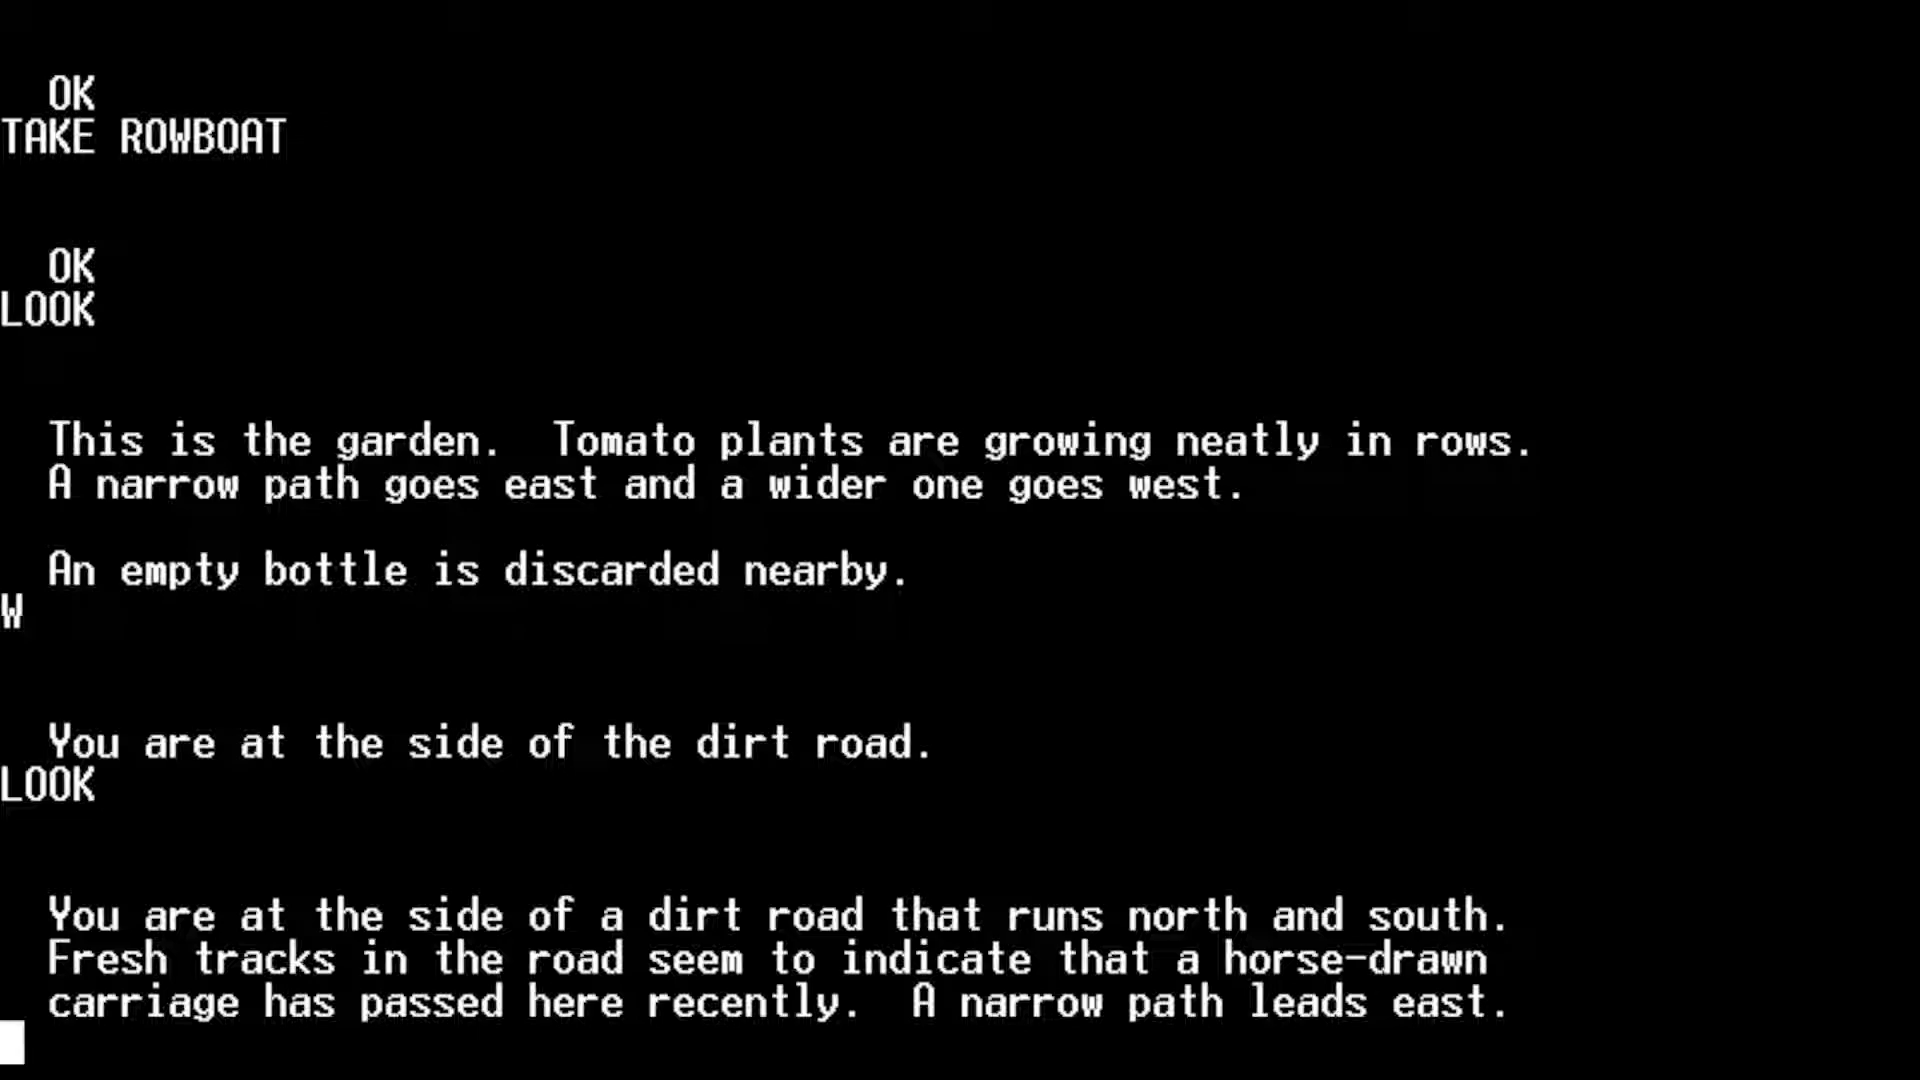 OK
TAKE ROWBOAT
OK
LOOK
This is the garden.  Tomato plants are growing neatly in rows.
A narrow path goes east and a wider one goes west.
An empty bottle is discarded nearby.
W
You are at the side of the dirt road.
LOOK
You are at the side of a dirt road that runs north and south.
Fresh tracks in the road seem to indicate that a horse-drawn
carriage has passed here recently.  A narrow path leads east.